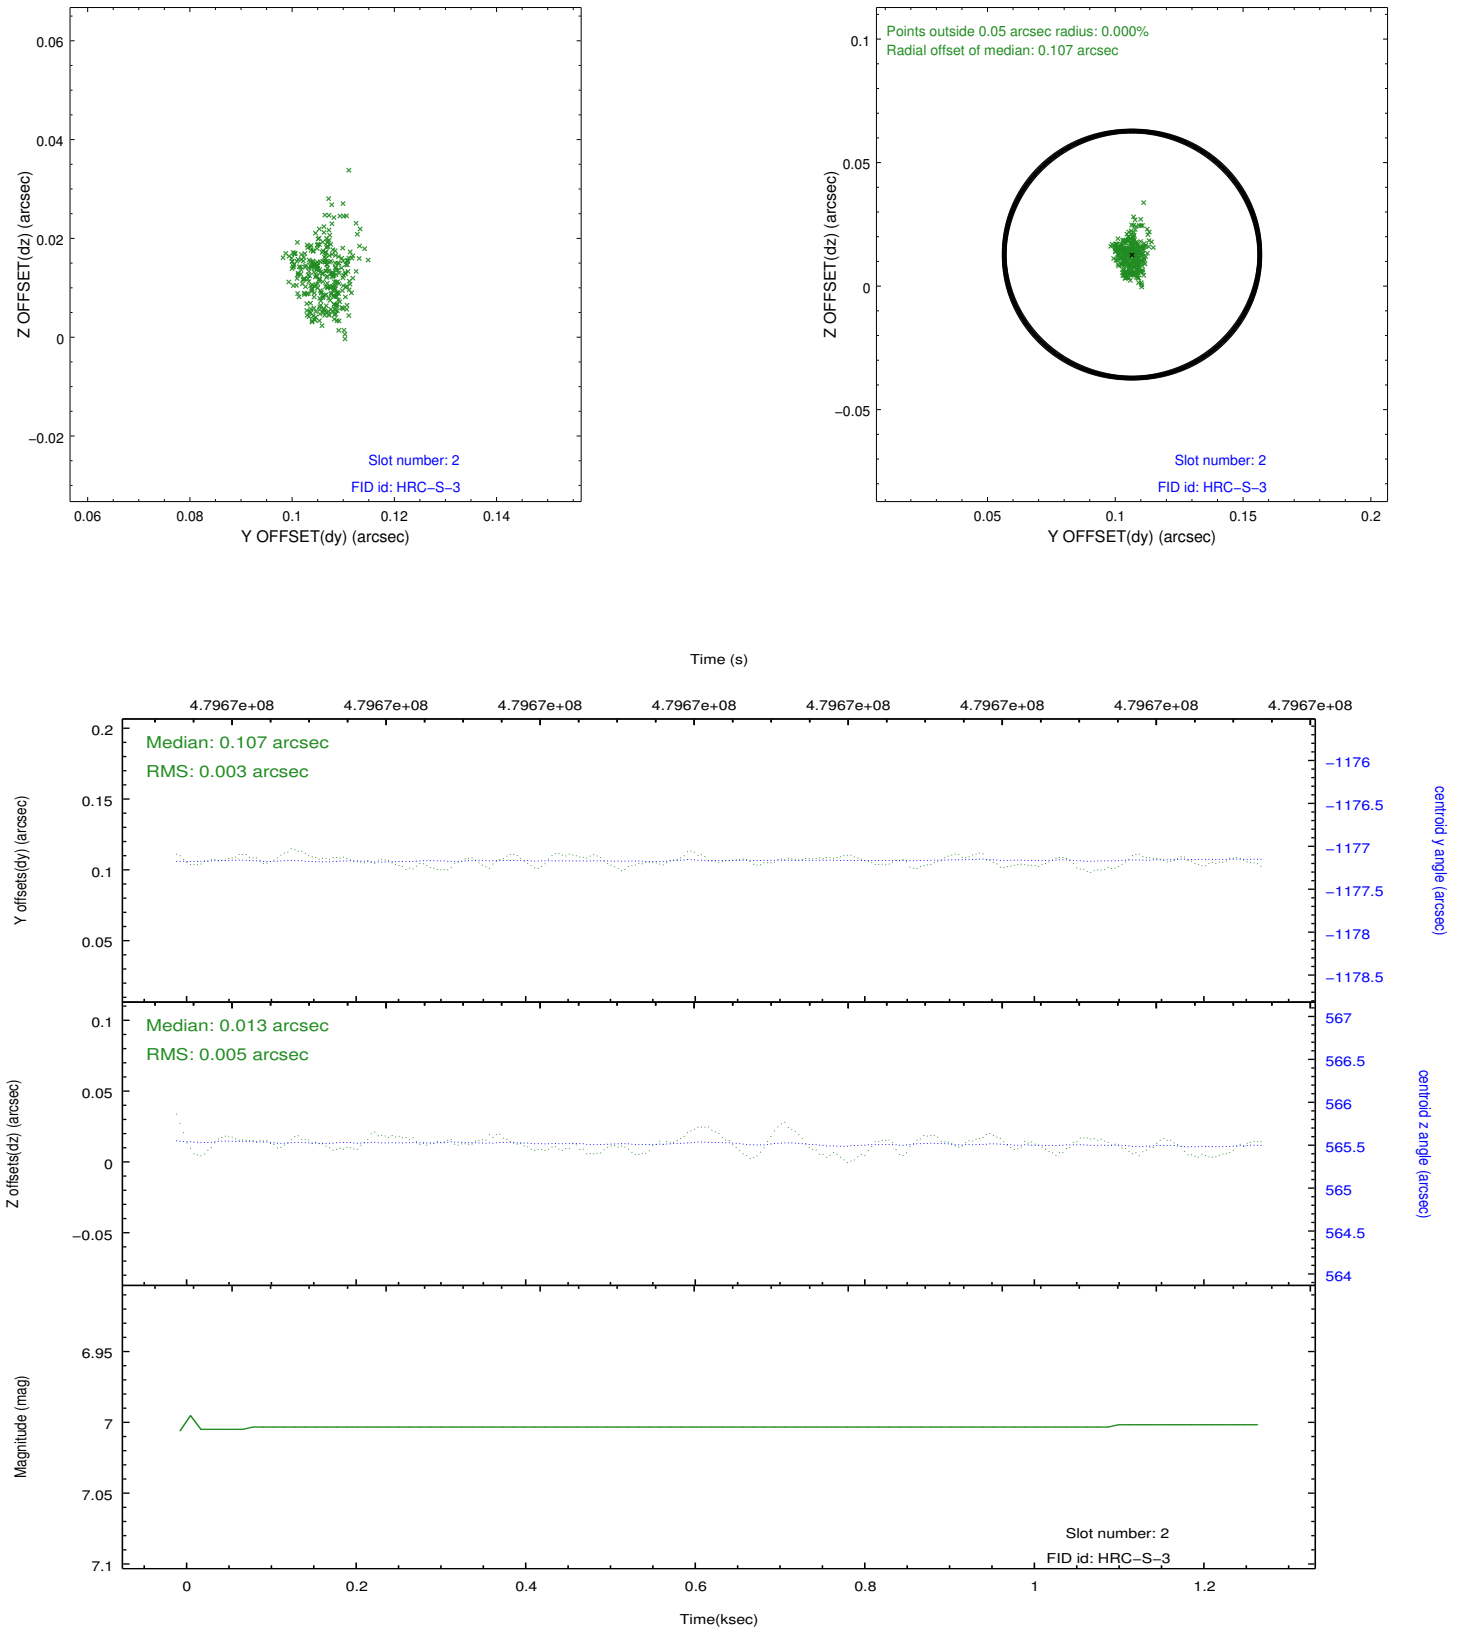 0.06
0.04
0.02
0
−0.02
Z OFFSET(dz) (arcsec)
Slot number: 2
FID id: HRC−S−3
0.06 0.08 0.1 0.12 0.14
Y OFFSET(dy) (arcsec)
Points outside 0.05 arcsec radius: 0.000%
Radial offset of median: 0.107 arcsec
0.1
0.05
0
−0.05
Z OFFSET(dz) (arcsec)
Slot number: 2
FID id: HRC−S−3
0.05 0.1 0.15 0.2
Y OFFSET(dy) (arcsec)
Time (s)
4.7967e+08 4.7967e+08 4.7967e+08 4.7967e+08 4.7967e+08 4.7967e+08 4.7967e+08 4.7967e+08
Median: 0.107 arcsec
RMS: 0.003 arcsec
0.2
0.15
0.1
0.05
Y offsets(dy) (arcsec)
−1176
−1176.5
−1177
−1177.5
−1178
−1178.5
centroid y angle (arcsec)
Median: 0.013 arcsec
RMS: 0.005 arcsec
0.1
0.05
0
−0.05
Z offsets(dz) (arcsec)
567
566.5
566
565.5
565
564.5
564
centroid z angle (arcsec)
6.95
7
7.05
7.1
Magnitude (mag)
Slot number: 2
FID id: HRC−S−3
0 0.2 0.4 0.6 0.8 1 1.2
Time(ksec)